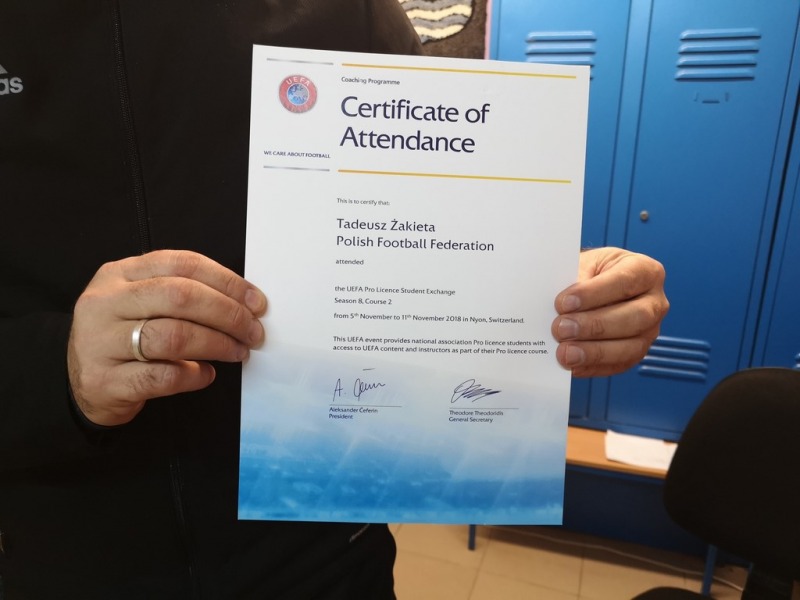 das
UEFA
WE CARE ABOUT FOOTBALL
Coaching Programme
Certificate of
Attendance
This is to certify that:
Tadeusz Żakieta
Polish Football Federation
attended
the UEFA Pro Licence Student Exchange
Season 8, Course 2
from 5th November to 11th November 2018 in Nyon, Switzerland.
This UEFA event provides national association Pro licence students with
access to UEFA content and instructors as part of their Pro licence course.
Aleksander Čeferin
President
Theodore Theodoridis
General Secretary